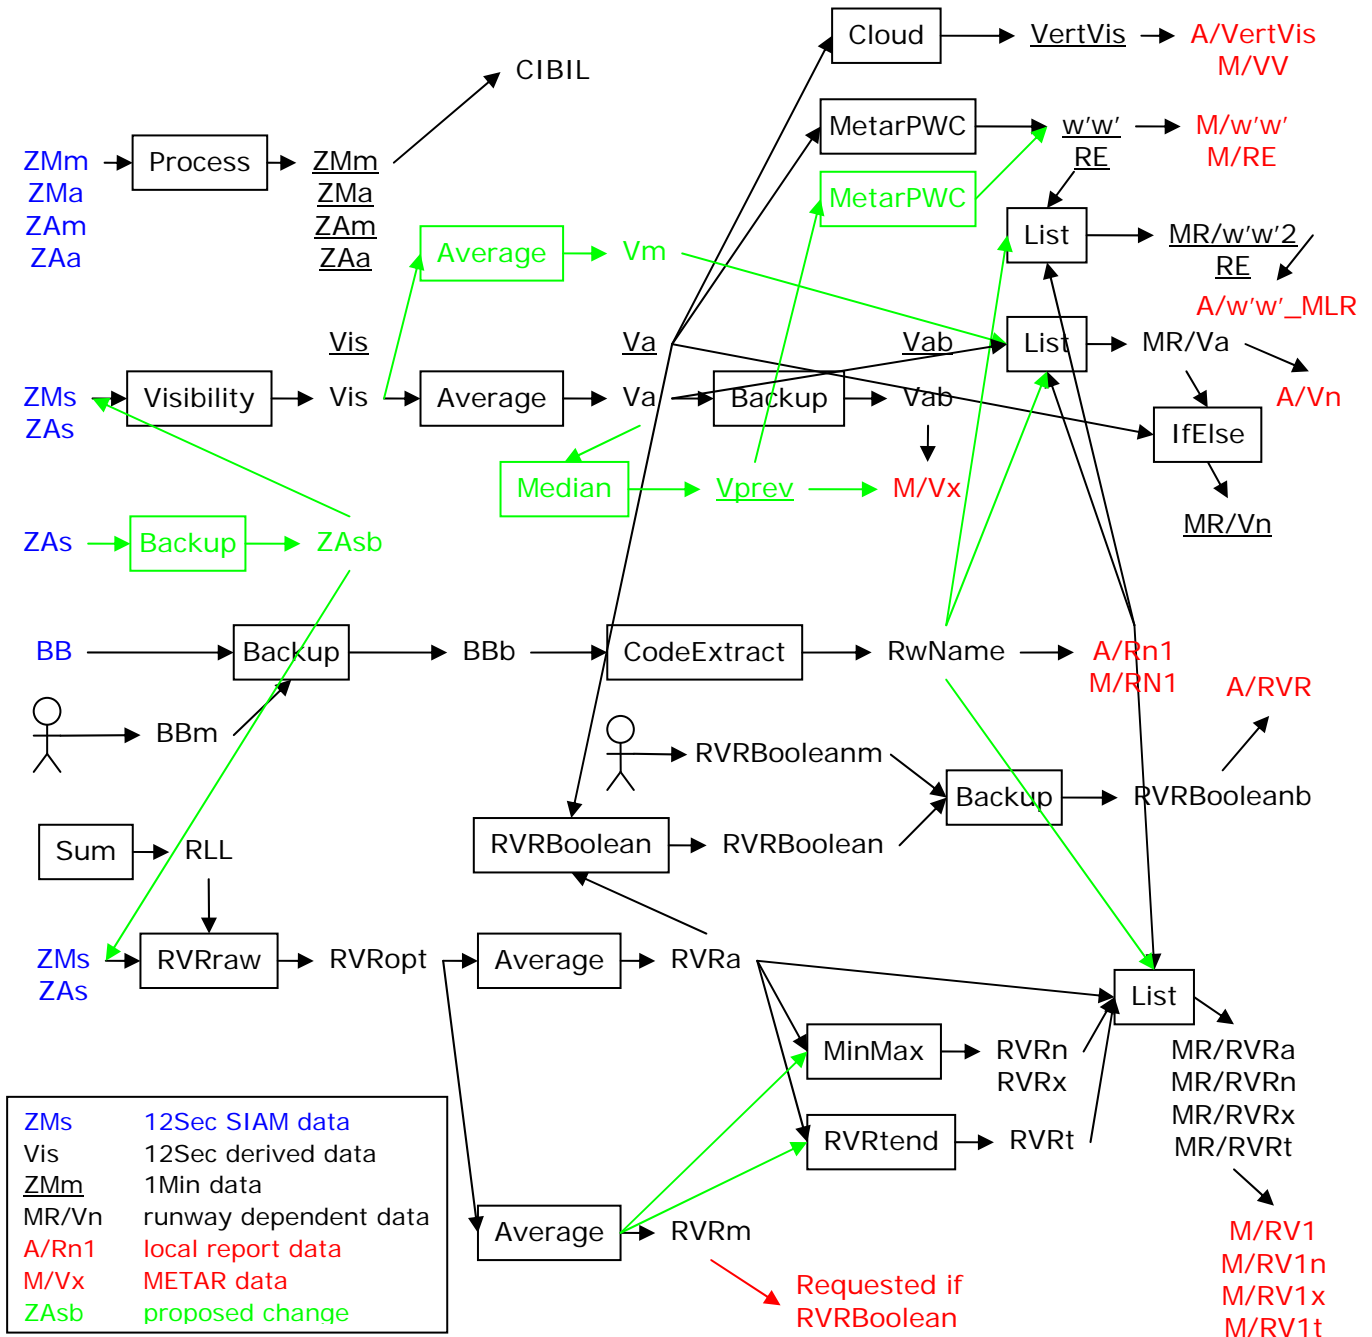 Cloud
VertVis
A/VertVis
M/VV
CIBIL
MetarPWC
w'w'
RE
M/w'w'
M/RE
ZMm
ZMa
ZAm
ZAa
Process
ZMm
ZMa
ZAm
ZAa
MetarPWC
List
MR/w'w'2
RE
A/w'w'_MLR
Average
Vm
Vis
Va
Vab
List
MR/Va
A/Vn
ZMs
ZAs
Visibility
Vis
Average
Va
Backup
Vab
IfElse
Median
Vprev
M/Vx
MR/Vn
ZAs
Backup
ZAsb
BB
Backup
BBb
CodeExtract
RwName
A/Rn1
M/RN1
A/RVR
BBm
RVRBooleanm
Backup
RVRBooleanb
Sum
RLL
RVRBoolean
RVRBoolean
ZMs
ZAs
RVRraw
RVRopt
Average
RVRa
List
MinMax
RVRn
RVRx
MR/RVRa
MR/RVRn
MR/RVRx
MR/RVRt
RVRtend
RVRt
Average
RVRm
Requested if
RVRBoolean
M/RV1
M/RV1n
M/RV1x
M/RV1t
ZMs 12Sec SIAM data
Vis 12Sec derived data
ZMm 1Min data
MR/Vn runway dependent data
A/Rn1 local report data
M/Vx METAR data
ZAsb proposed change